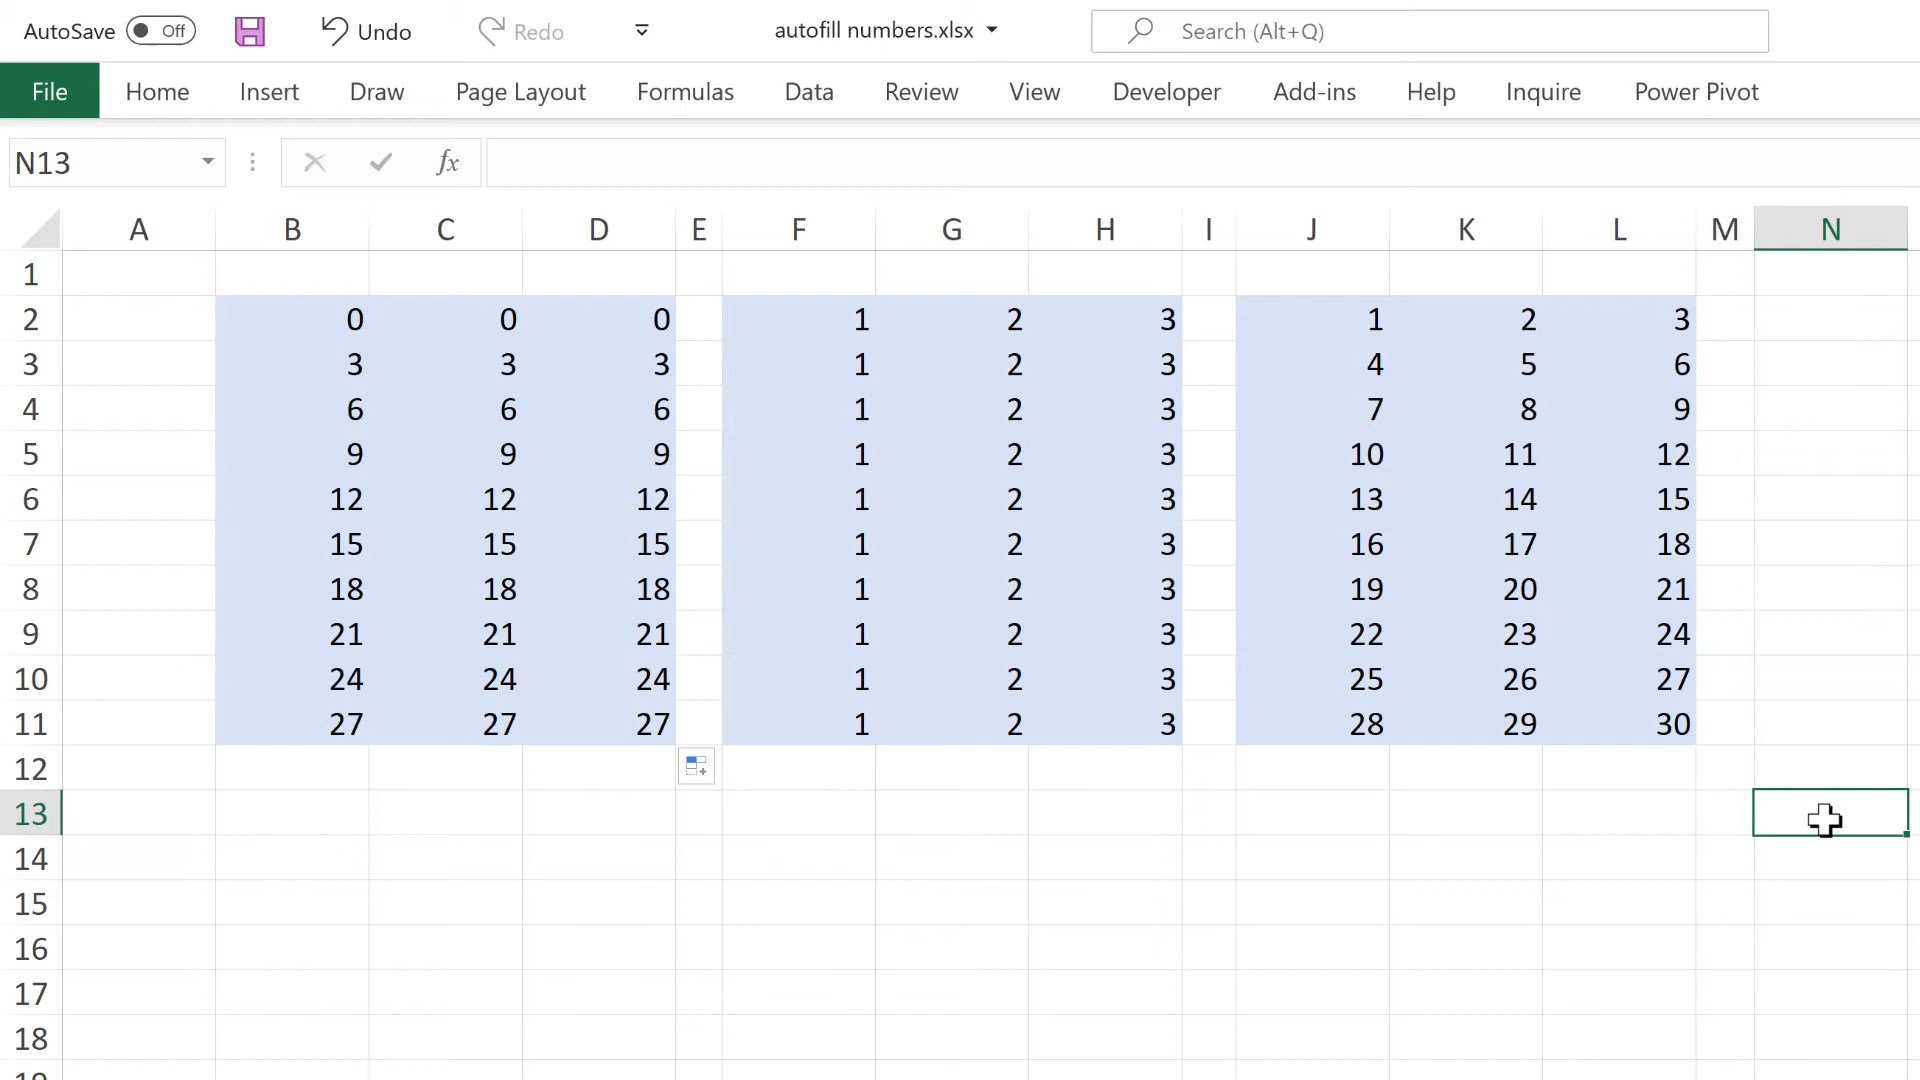 AutoSave Off Undo Redo autofill numbers.xlsx Search (Alt+Q)
File Home Insert Draw Page Layout Formulas Data Review View Developer Add-ins Help Inquire Power Pivot
N13 fx
A B C D E F G H I J K L M N
1
2 0 0 0 1 2 3 1 2 3
3 3 3 3 1 2 3 4 5 6
4 6 6 6 1 2 3 7 8 9
5 9 9 9 1 2 3 10 11 12
6 12 12 12 1 2 3 13 14 15
7 15 15 15 1 2 3 16 17 18
8 18 18 18 1 2 3 19 20 21
9 21 21 21 1 2 3 22 23 24
10 24 24 24 1 2 3 25 26 27
11 27 27 27 1 2 3 28 29 30
12
13
14
15
16
17
18